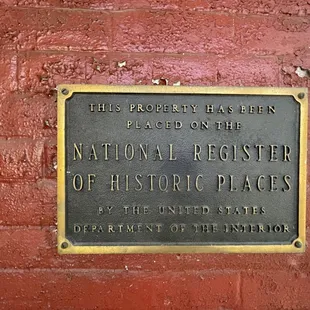 THIS PROPERTY HAS BEEN
PLACED ON THE
NATIONAL REGISTER
OF HISTORIC PLACES
BY THE UNITED STATES
DEPARTMENT OF THE INTERIOR